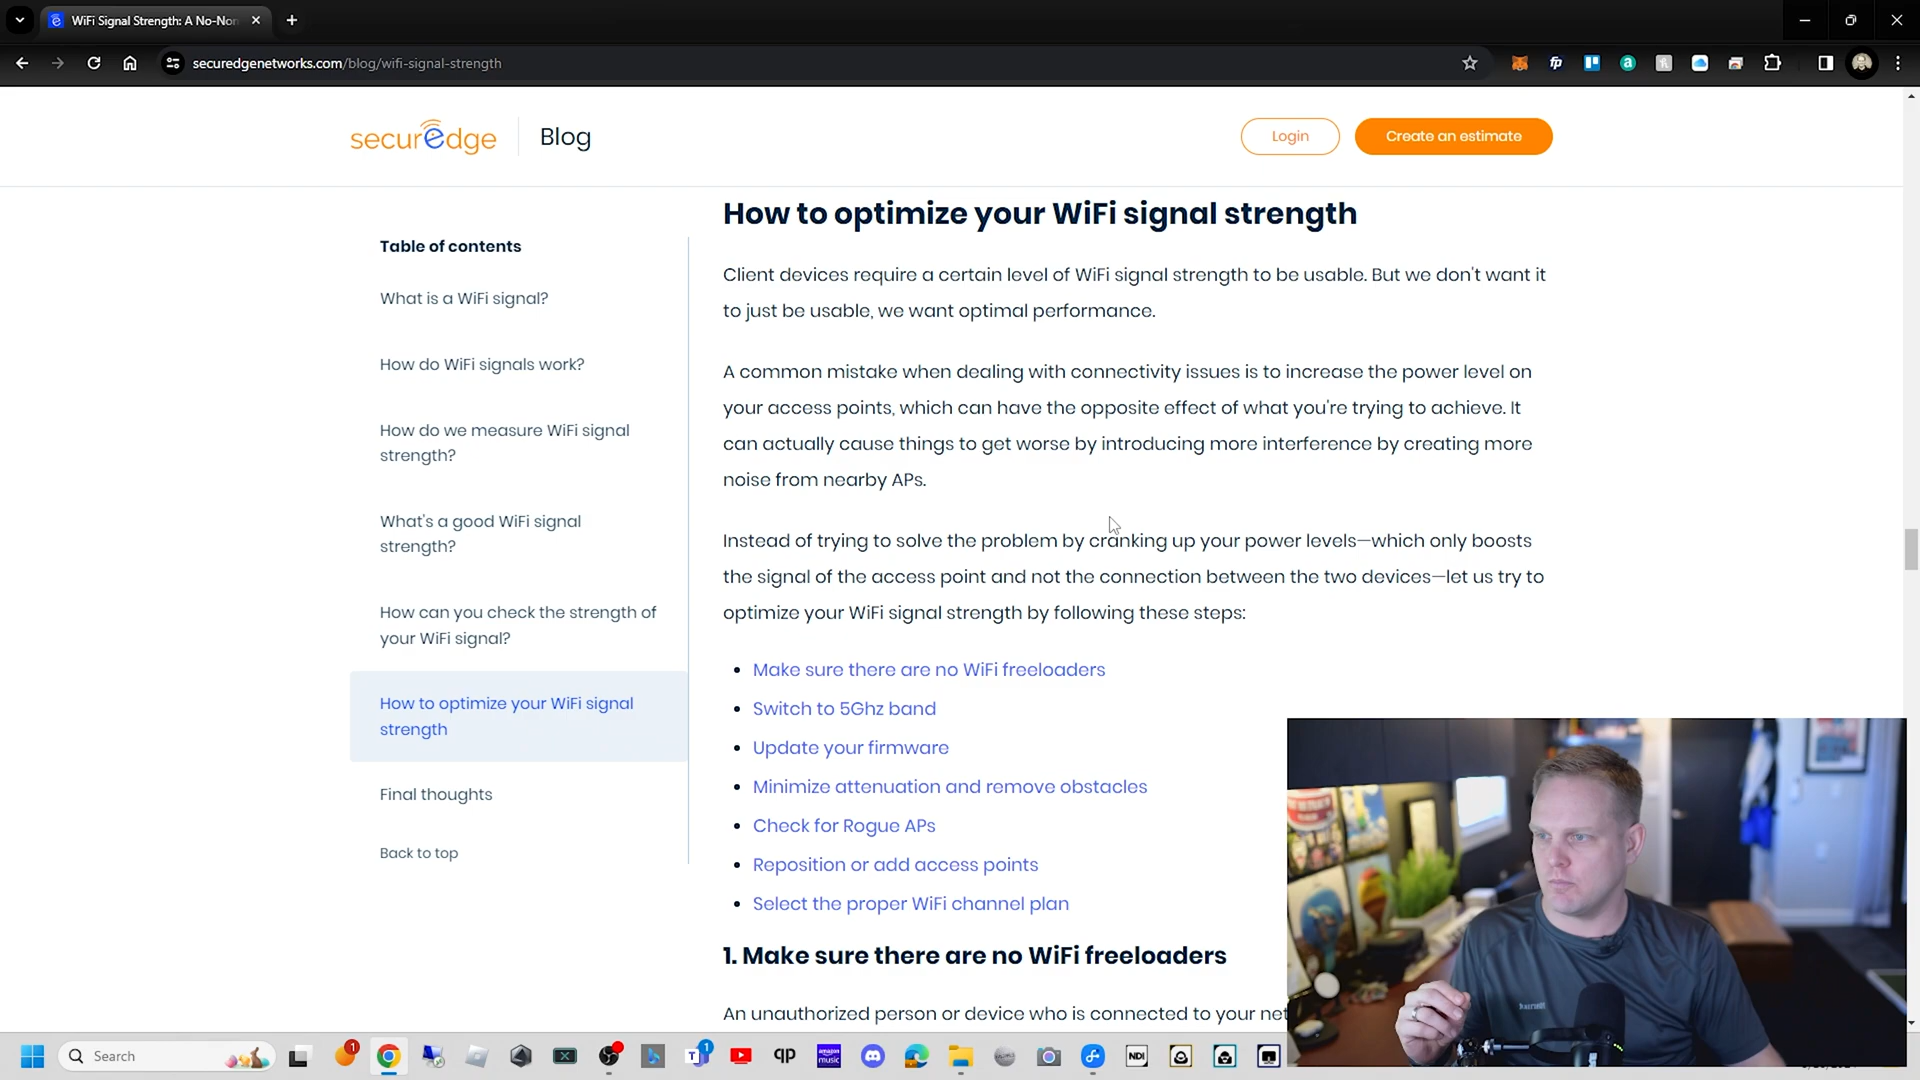 WiFi Signal Strength: A No-Non
securedgenetworks.com/blog/wifi-signal-strength
securedge
Blog
Login
Create an estimate
Table of contents
What is a WiFi signal?
How do WiFi signals work?
How do we measure WiFi signal
strength?
What's a good WiFi signal
strength?
How can you check the strength of
your WiFi signal?
How to optimize your WiFi signal
strength
Final thoughts
Back to top
How to optimize your WiFi signal strength
Client devices require a certain level of WiFi signal strength to be usable. But we don't want it
to just be usable, we want optimal performance.
A common mistake when dealing with connectivity issues is to increase the power level on
your access points, which can have the opposite effect of what you're trying to achieve. It
can actually cause things to get worse by introducing more interference by creating more
noise from nearby APs.
Instead of trying to solve the problem by cranking up your power levels—which only boosts
the signal of the access point and not the connection between the two devices—let us try to
optimize your WiFi signal strength by following these steps:
• Make sure there are no WiFi freeloaders
• Switch to 5Ghz band
• Update your firmware
• Minimize attenuation and remove obstacles
• Check for Rogue APs
• Reposition or add access points
• Select the proper WiFi channel plan
1. Make sure there are no WiFi freeloaders
An unauthorized person or device who is connected to your net
Search
1
1
amazon music
NDI